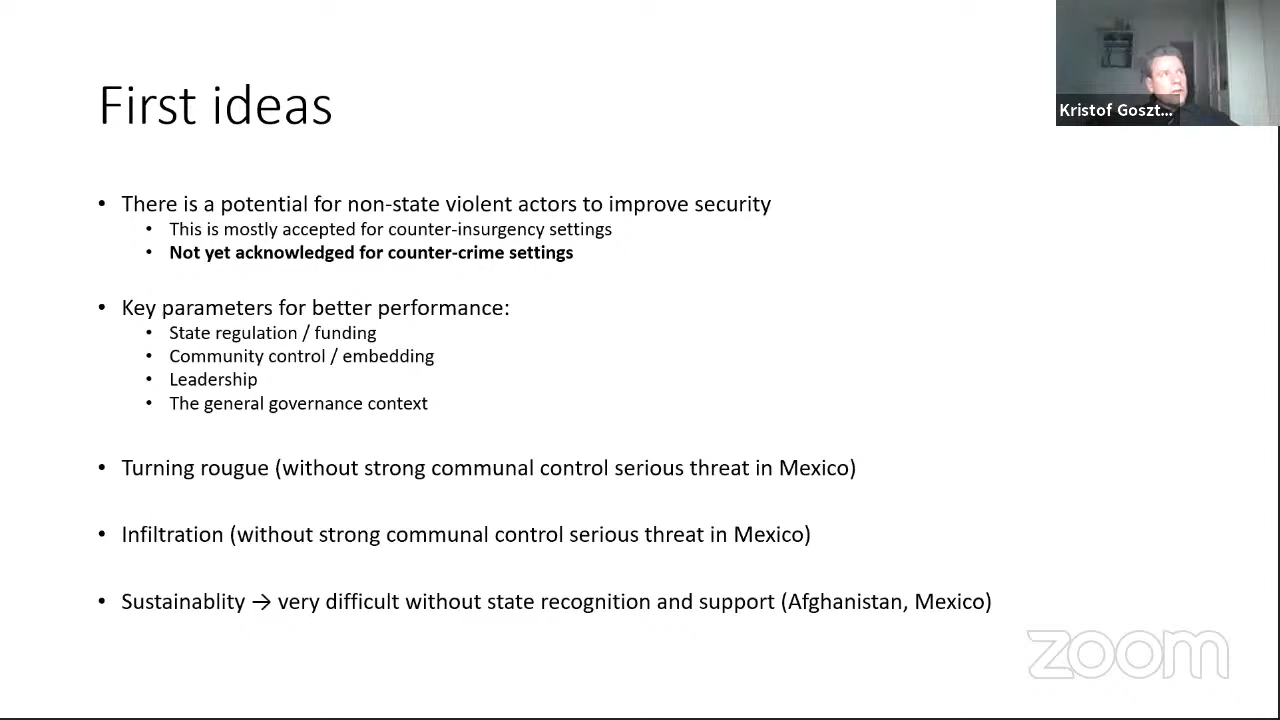 Kristof Goszt...
First ideas
• There is a potential for non-state violent actors to improve security
• This is mostly accepted for counter-insurgency settings
• Not yet acknowledged for counter-crime settings
• Key parameters for better performance:
• State regulation / funding
• Community control / embedding
• Leadership
• The general governance context
• Turning rougue (without strong communal control serious threat in Mexico)
• Infiltration (without strong communal control serious threat in Mexico)
• Sustainablity → very difficult without state recognition and support (Afghanistan, Mexico)
zoom